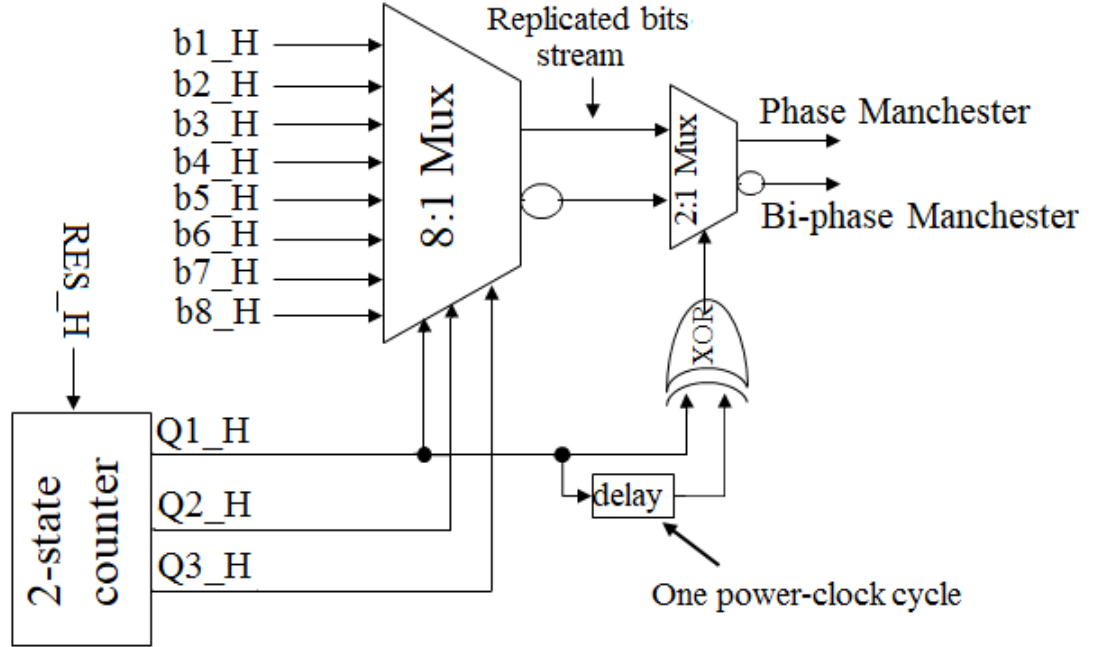 Replicated bits
stream
b1_H
b2_H
b3_H
b4_H
b5_H
b6_H
b7_H
b8_H
8:1 Mux
2:1 Mux
Phase Manchester
Bi-phase Manchester
RES_H
XOR
2-state
counter
Q1_H
Q2_H
Q3_H
delay
One power-clock cycle